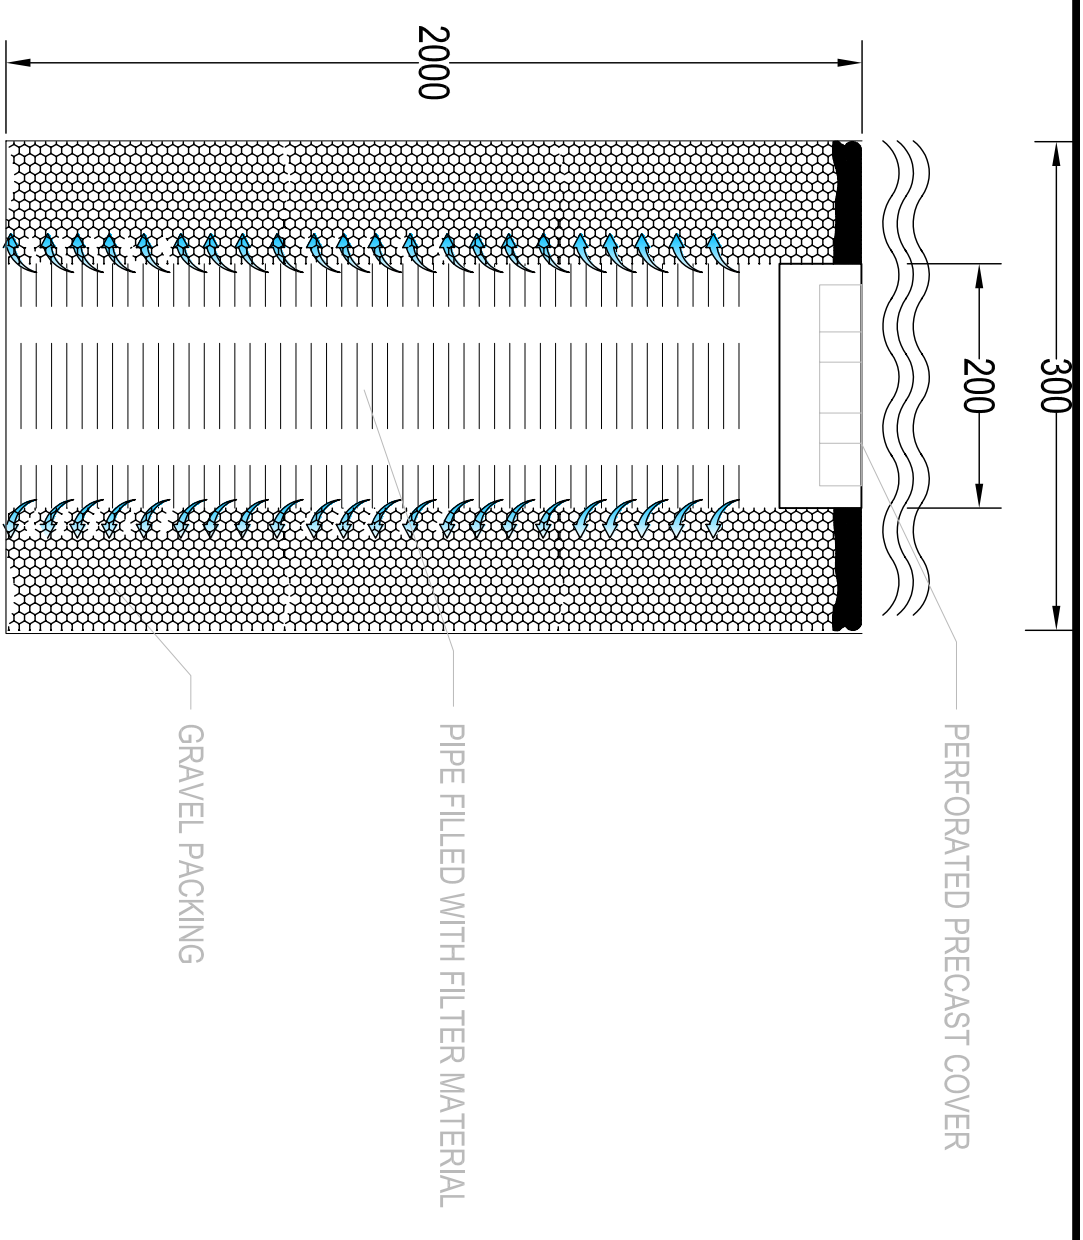 300
200
2000
PERFORATED PRECAST COVER
PIPE FILLED WITH FILTER MATERIAL
GRAVEL PACKING